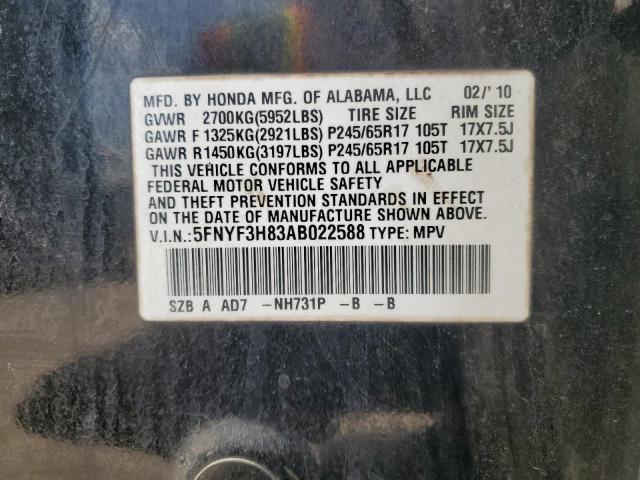 MFD. BY HONDA MFG. OF ALABAMA, LLC 02/'10
GVWR 2700KG(5952LBS) TIRE SIZE RIM SIZE
GAWR F 1325KG(2921LBS) P245/65R17 105T 17X7.5J
GAWR R1450KG(3197LBS) P245/65R17 105T 17X7.5J
THIS VEHICLE CONFORMS TO ALL APPLICABLE
FEDERAL MOTOR VEHICLE SAFETY
AND THEFT PREVENTION STANDARDS IN EFFECT
ON THE DATE OF MANUFACTURE SHOWN ABOVE.
V.I.N.:5FNYF3H83AB022588 TYPE: MPV
SZB A AD7 -NH731P -B -B